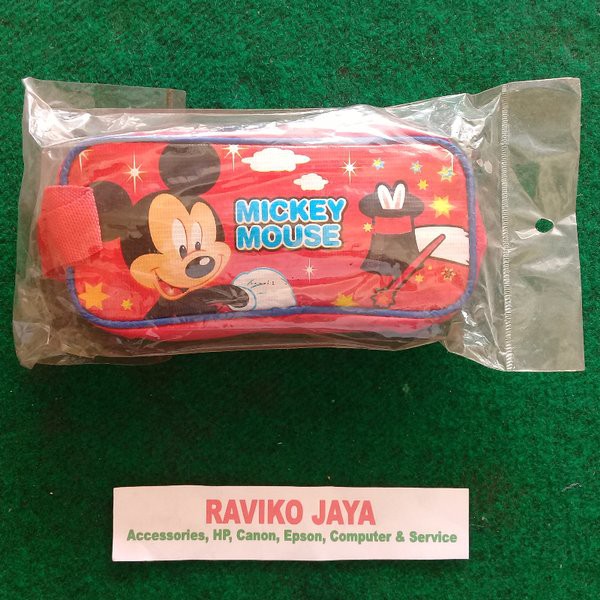 MICKEY
MOUSE
RAVIKO JAYA
Accessories, HP, Canon, Epson, Computer & Service